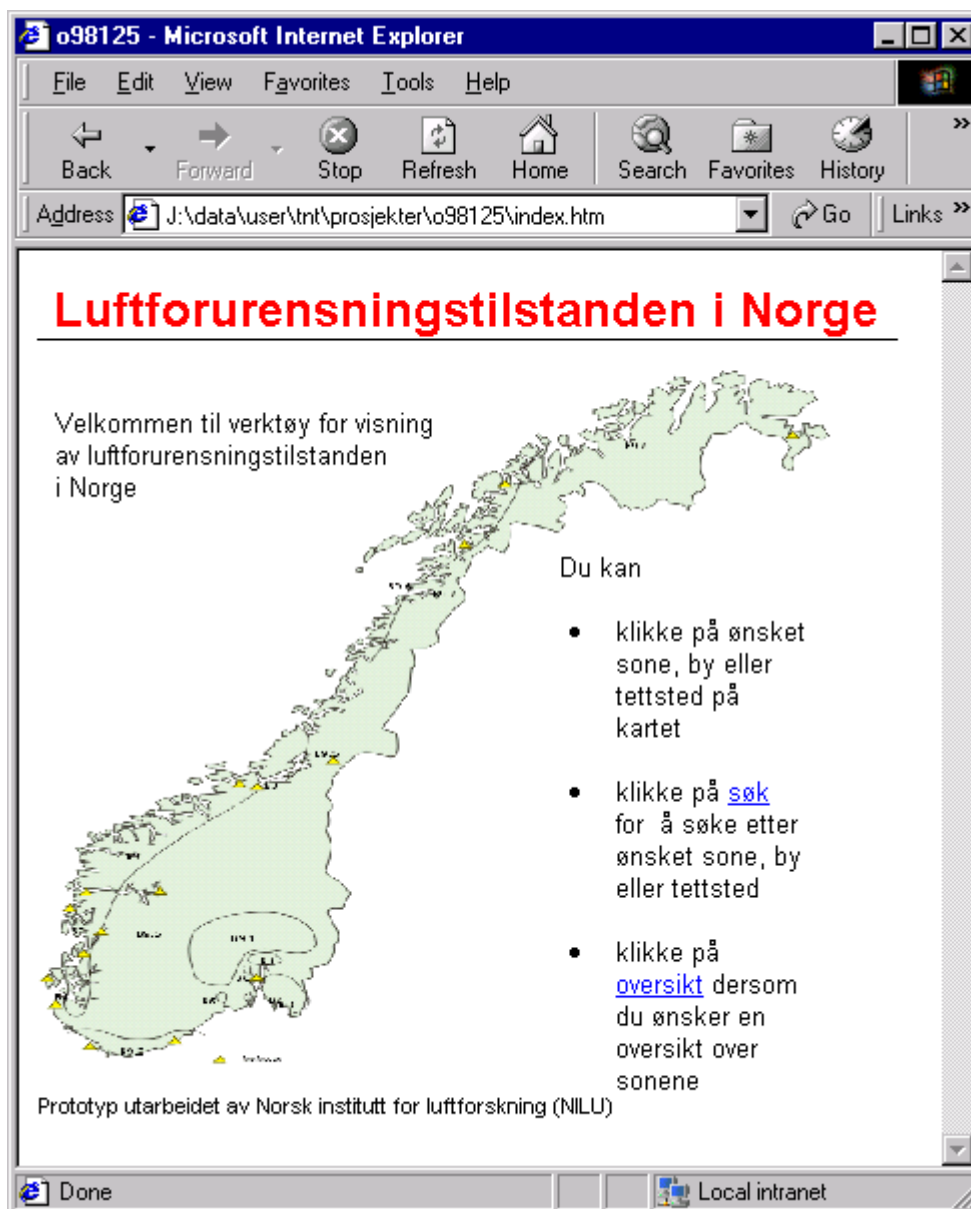 o98125 - Microsoft Internet Explorer
File Edit View Favorites Tools Help
Back Forward Stop Refresh Home Search Favorites History »
Address J:\data\user\tnt\prosjekter\o98125\index.htm Go Links »
Luftforurensningstilstanden i Norge
Velkommen til verktøy for visning
av luftforurensningstilstanden
i Norge
Du kan
• klikke på ønsket
sone, by eller
tettsted på
kartet
• klikke på søk
for å søke etter
ønsket sone, by
eller tettsted
• klikke på
oversikt dersom
du ønsker en
oversikt over
sonene
Prototyp utarbeidet av Norsk institutt for luftforskning (NILU)
Done Local intranet